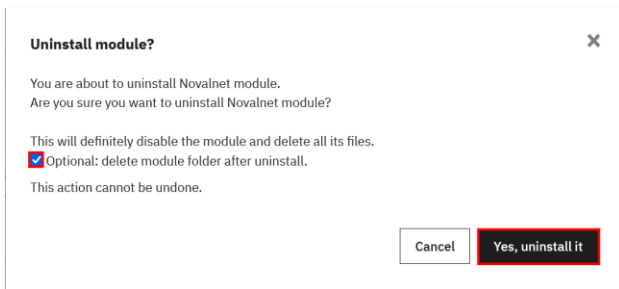 Uninstall module?
You are about to uninstall Novalnet module.
Are you sure you want to uninstall Novalnet module?
This will definitely disable the module and delete all its files.
Optional: delete module folder after uninstall.
This action cannot be undone.
Cancel
Yes, uninstall it